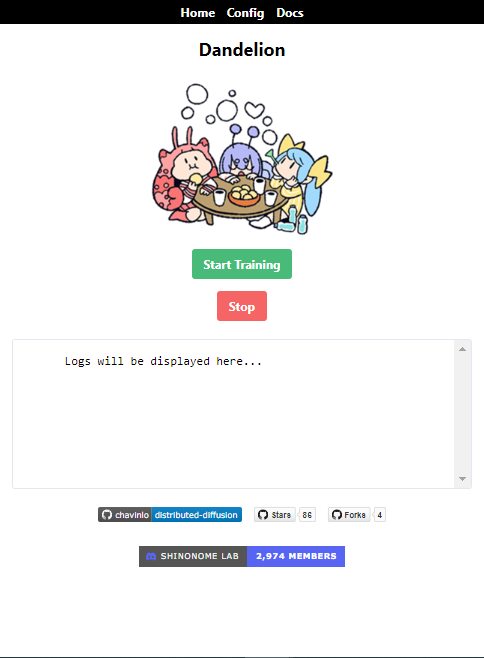 Home Config Docs
Dandelion
Start Training
Stop
Logs will be displayed here...
chavinlo distributed-diffusion Stars 86 Forks 4
SHINONOME LAB 2,974 MEMBERS